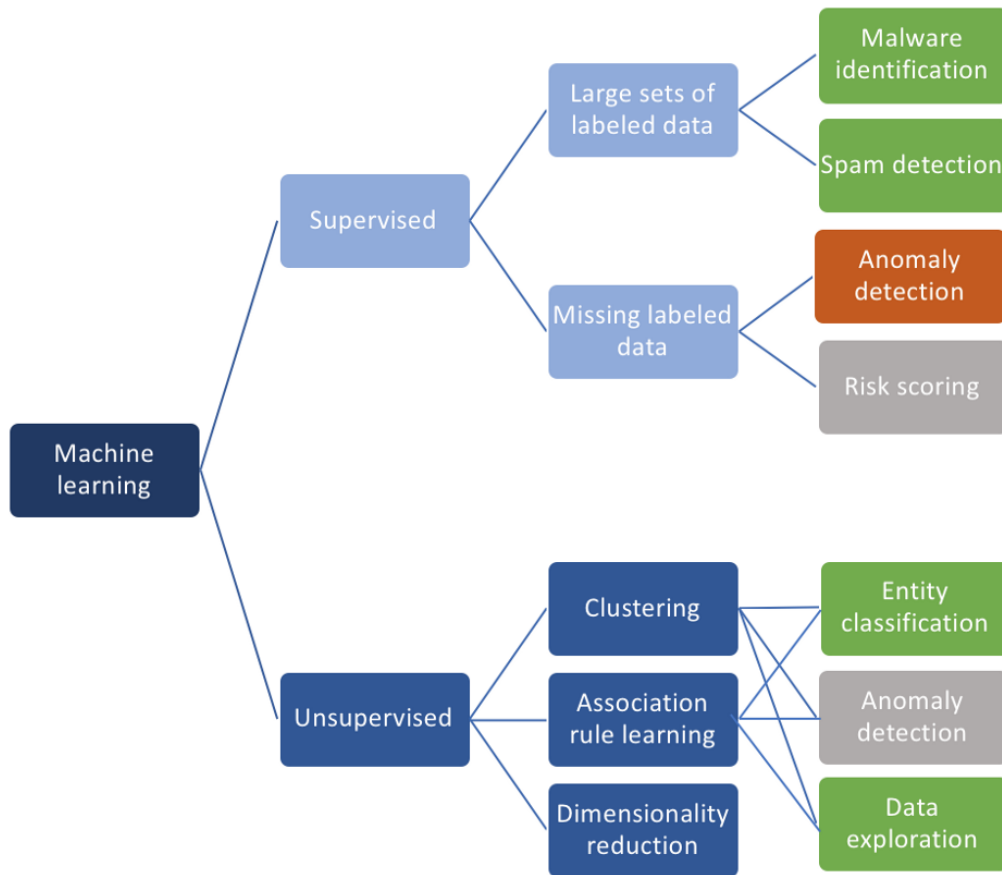 Malware
identification
Large sets of
labeled data
Spam detection
Supervised
Anomaly
detection
Missing labeled
data
Risk scoring
Machine
learning
Clustering
Entity
classification
Unsupervised
Association
rule learning
Anomaly
detection
Dimensionality
reduction
Data
exploration